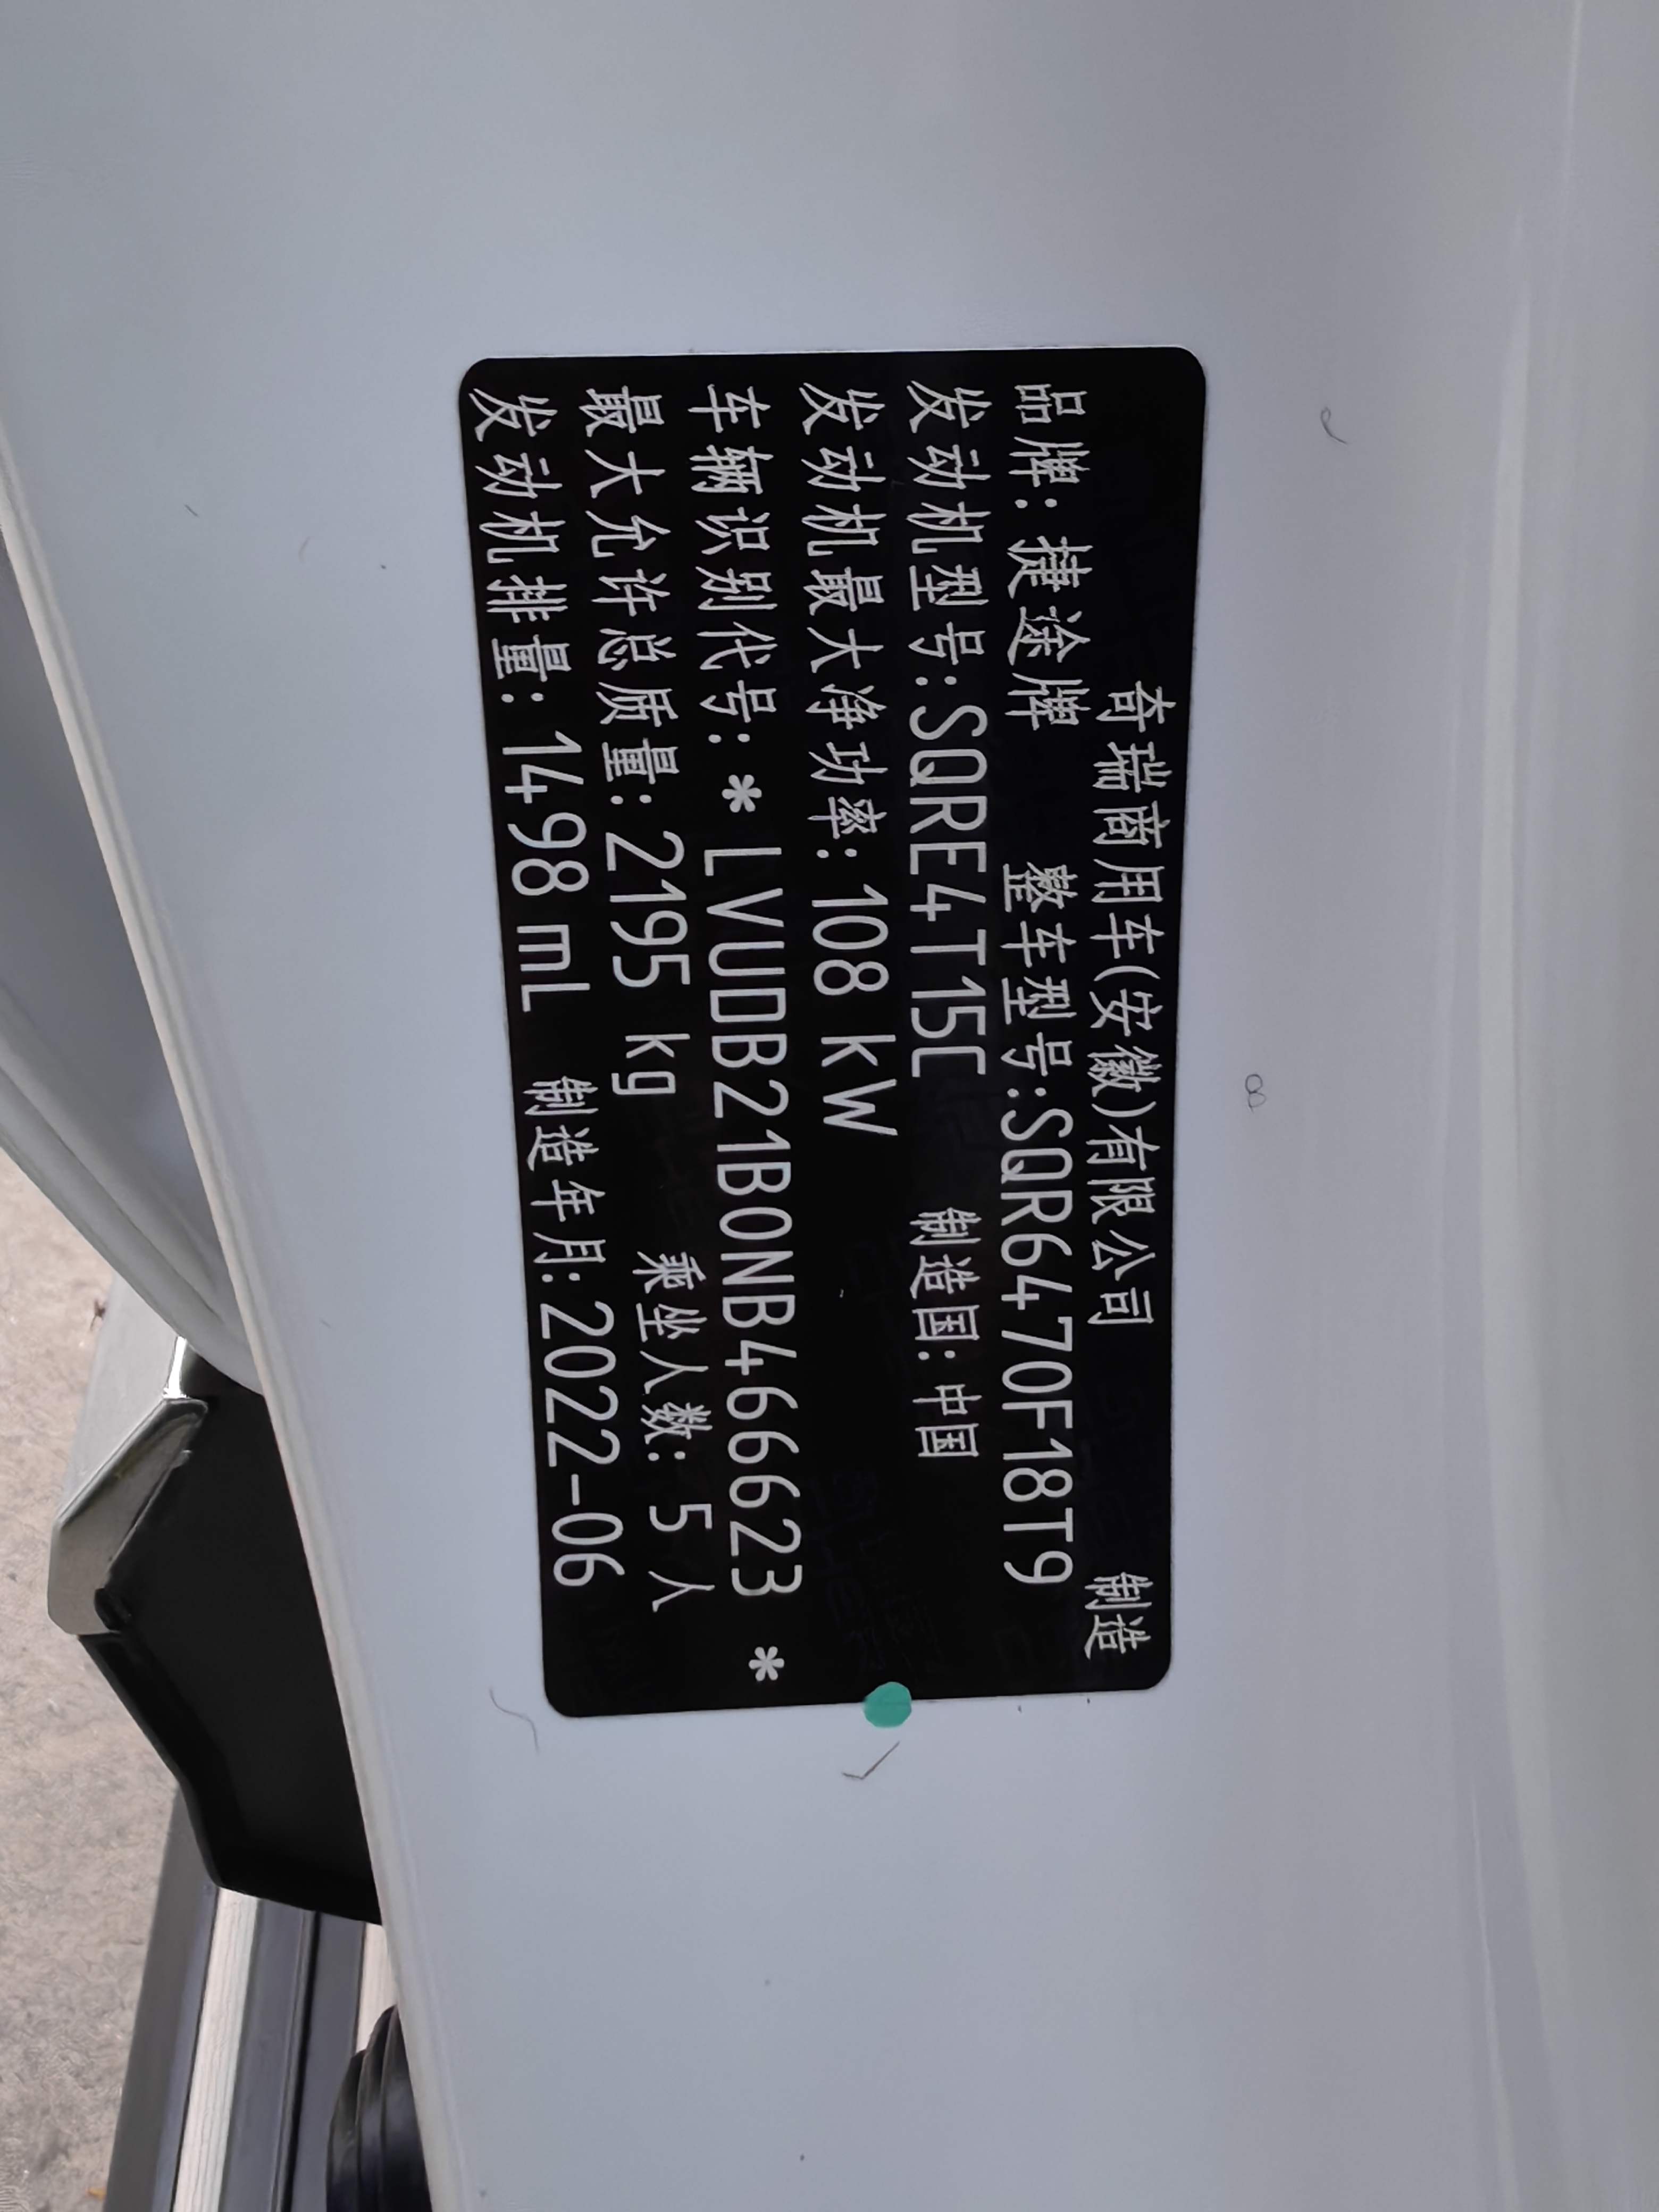 奇瑞商用车(安徽)有限公司 制造
品牌: 捷途牌 整车型号:SQR6470F18T9
发动机型号:SQRE4T15C 制造国: 中国
发动机最大净功率: 108 kW
车辆识别代号: * LVUDB21B0NB466623 *
最大允许总质量: 2195 kg 乘坐人数: 5 人
发动机排量: 1498 mL 制造年月: 2022-06
8